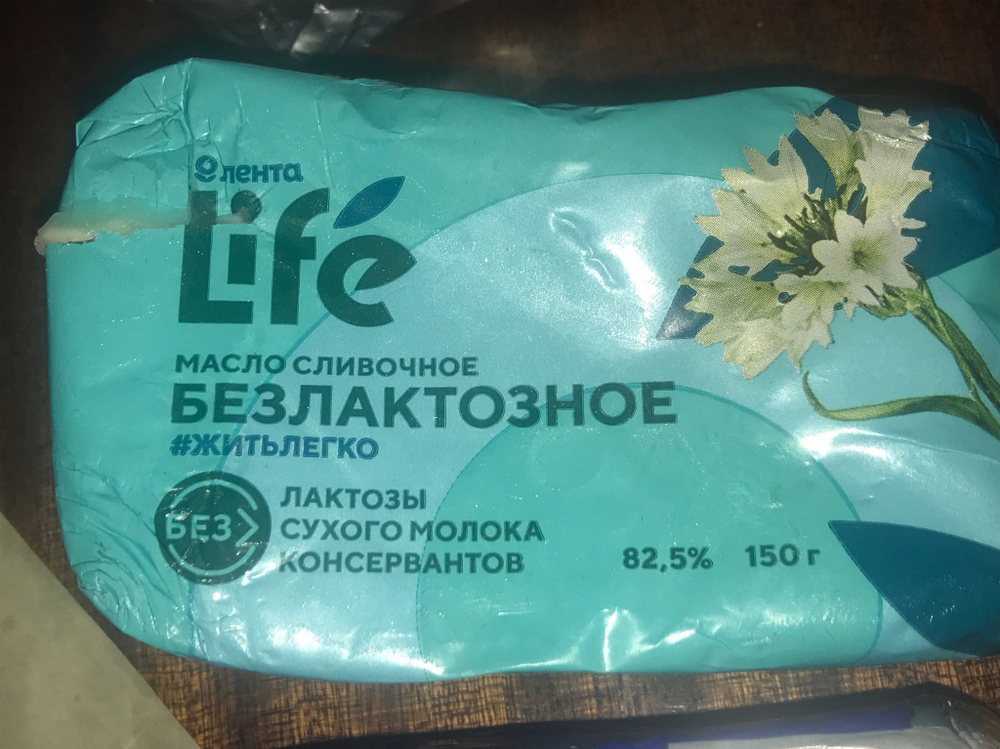 лента
Life
МАСЛО СЛИВОЧНОЕ
БЕЗЛАКТОЗНОЕ
#ЖИТЬЛЕГКО
БЕЗ
ЛАКТОЗЫ
СУХОГО МОЛОКА
КОНСЕРВАНТОВ
82,5% 150 г